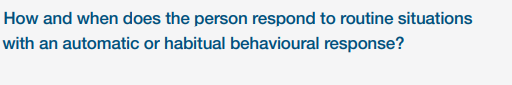 How and when does the person respond to routine situations
with an automatic or habitual behavioural response?